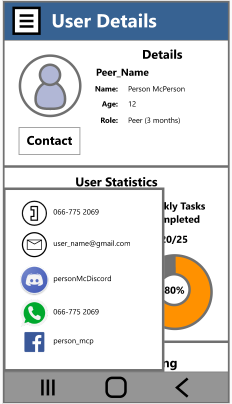 User Details
Details
Peer_Name
Name: Person McPerson
Age: 12
Role: Peer (3 months)
Contact
User Statistics
kly Tasks
mpleted
0/25
80%
066-775 2069
user_name@gmail.com
personMcDiscord
066-775 2069
person_mcp
ng